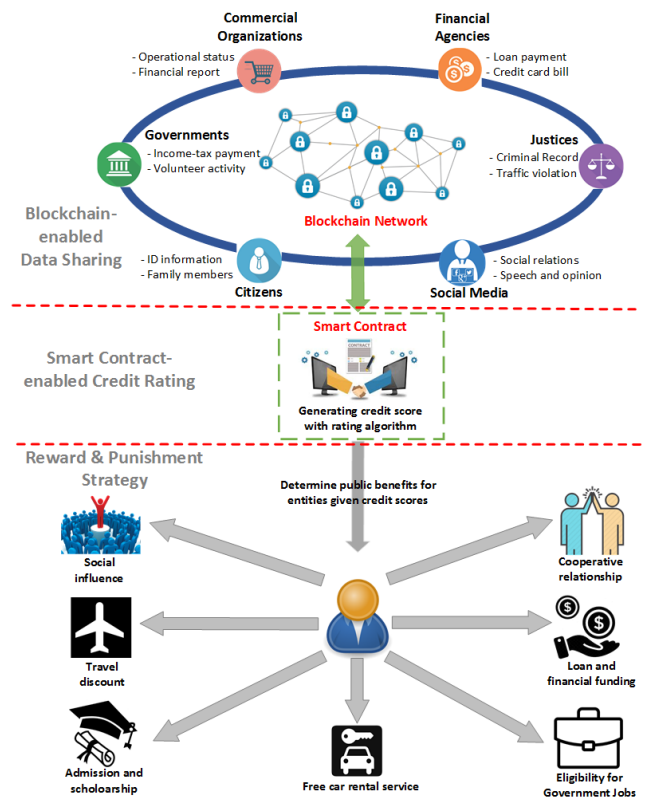 Commercial
Organizations
- Operational status
- Financial report
Financial
Agencies
- Loan payment
- Credit card bill
Governments
- Income-tax payment
- Volunteer activity
Justices
- Criminal Record
- Traffic violation
Blockchain Network
Blockchain-
enabled
Data Sharing
- ID information
- Family members
Citizens
- Social relations
- Speech and opinion
Social Media
Smart Contract
CONTRACT
Smart Contract-
enabled Credit Rating
Generating credit score
with rating algorithm
Reward & Punishment
Strategy
Determine public benefits for
entities given credit scores
Social
influence
Cooperative
relationship
Travel
discount
Loan and
financial funding
Admission and
scholoarship
Free car rental service
Eligibility for
Government Jobs